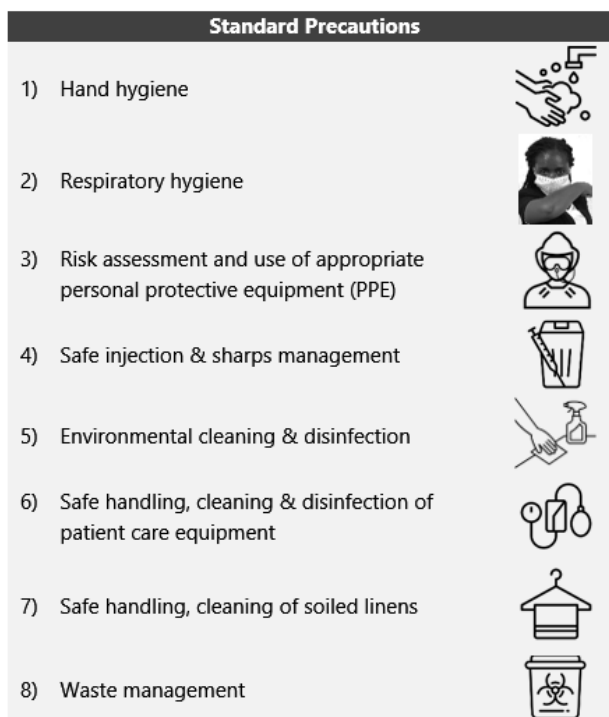 Standard Precautions
1) Hand hygiene
2) Respiratory hygiene
3) Risk assessment and use of appropriate
personal protective equipment (PPE)
4) Safe injection & sharps management
5) Environmental cleaning & disinfection
6) Safe handling, cleaning & disinfection of
patient care equipment
7) Safe handling, cleaning of soiled linens
8) Waste management